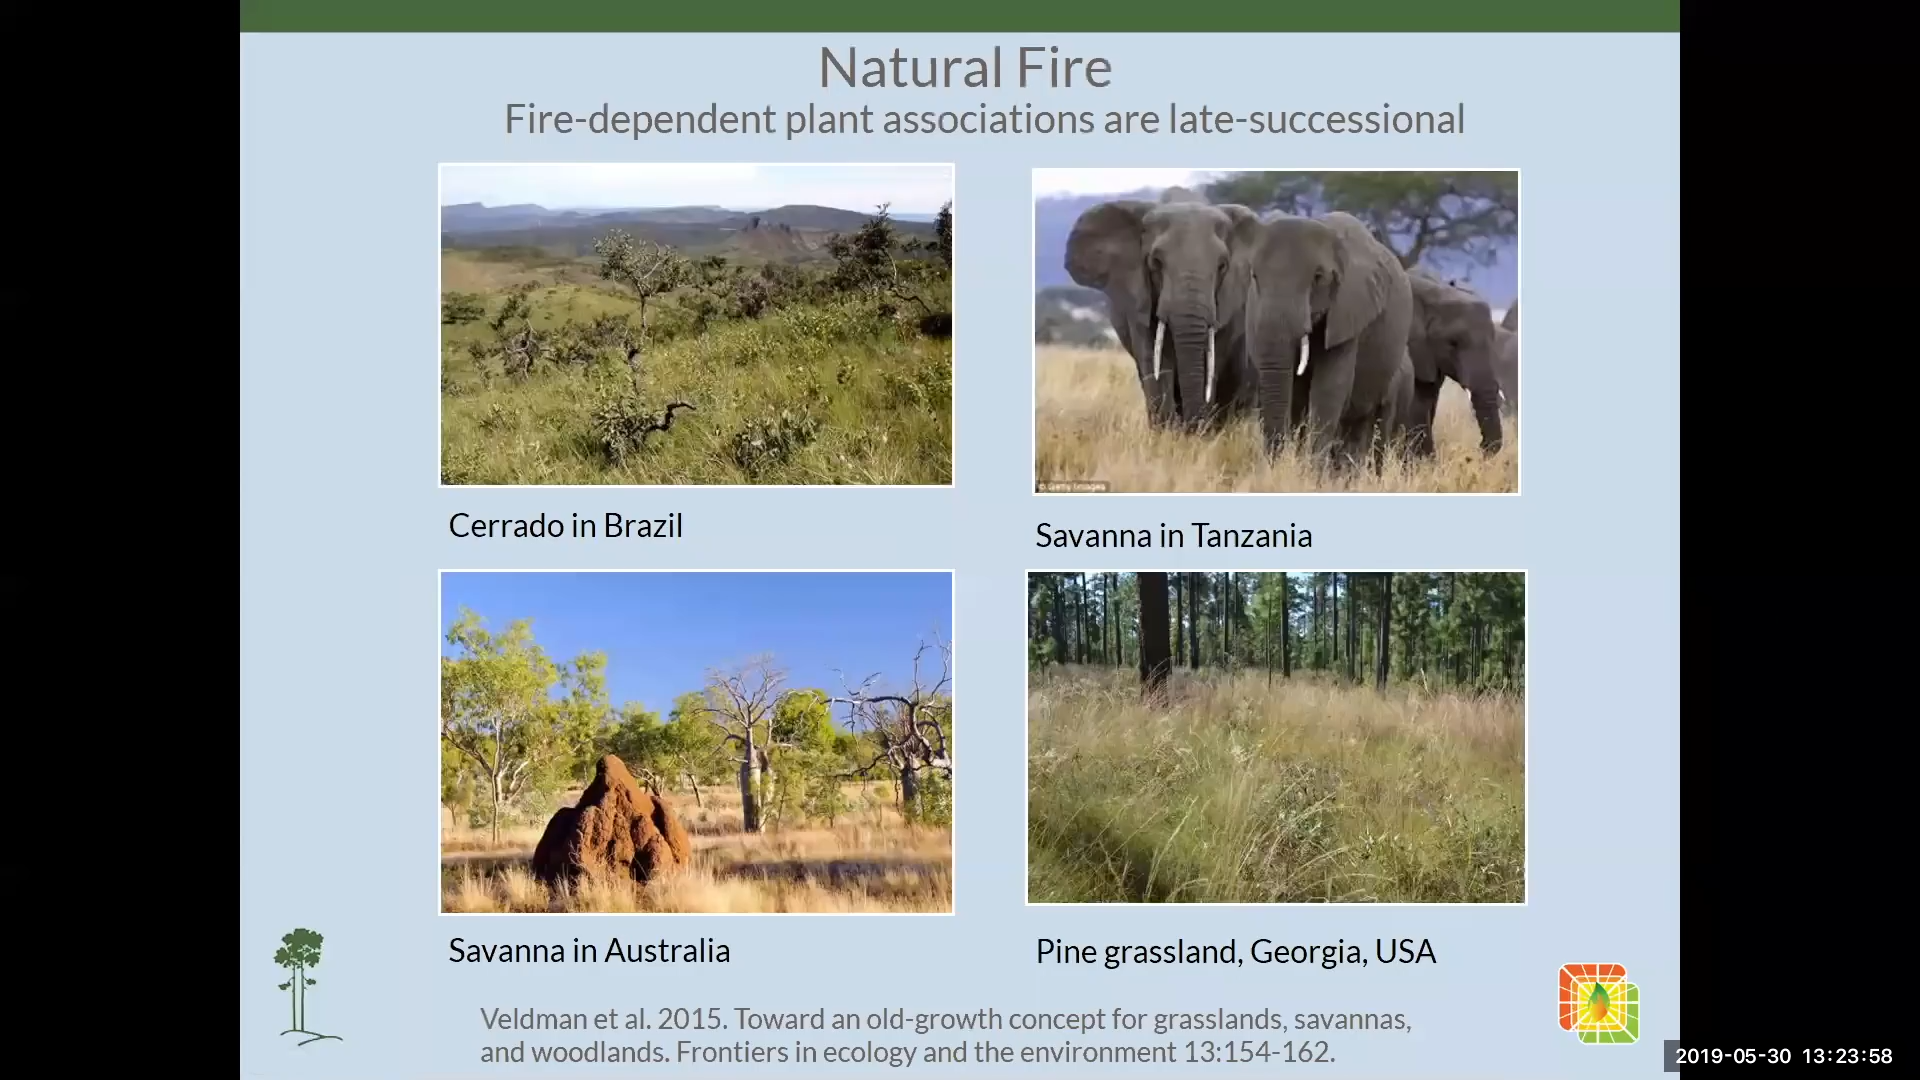 Natural Fire
Fire-dependent plant associations are late-successional
© Getty Images
Cerrado in Brazil
Savanna in Tanzania
Savanna in Australia
Pine grassland, Georgia, USA
Veldman et al. 2015. Toward an old-growth concept for grasslands, savannas,
and woodlands. Frontiers in ecology and the environment 13:154-162.
2019-05-30 13:23:58